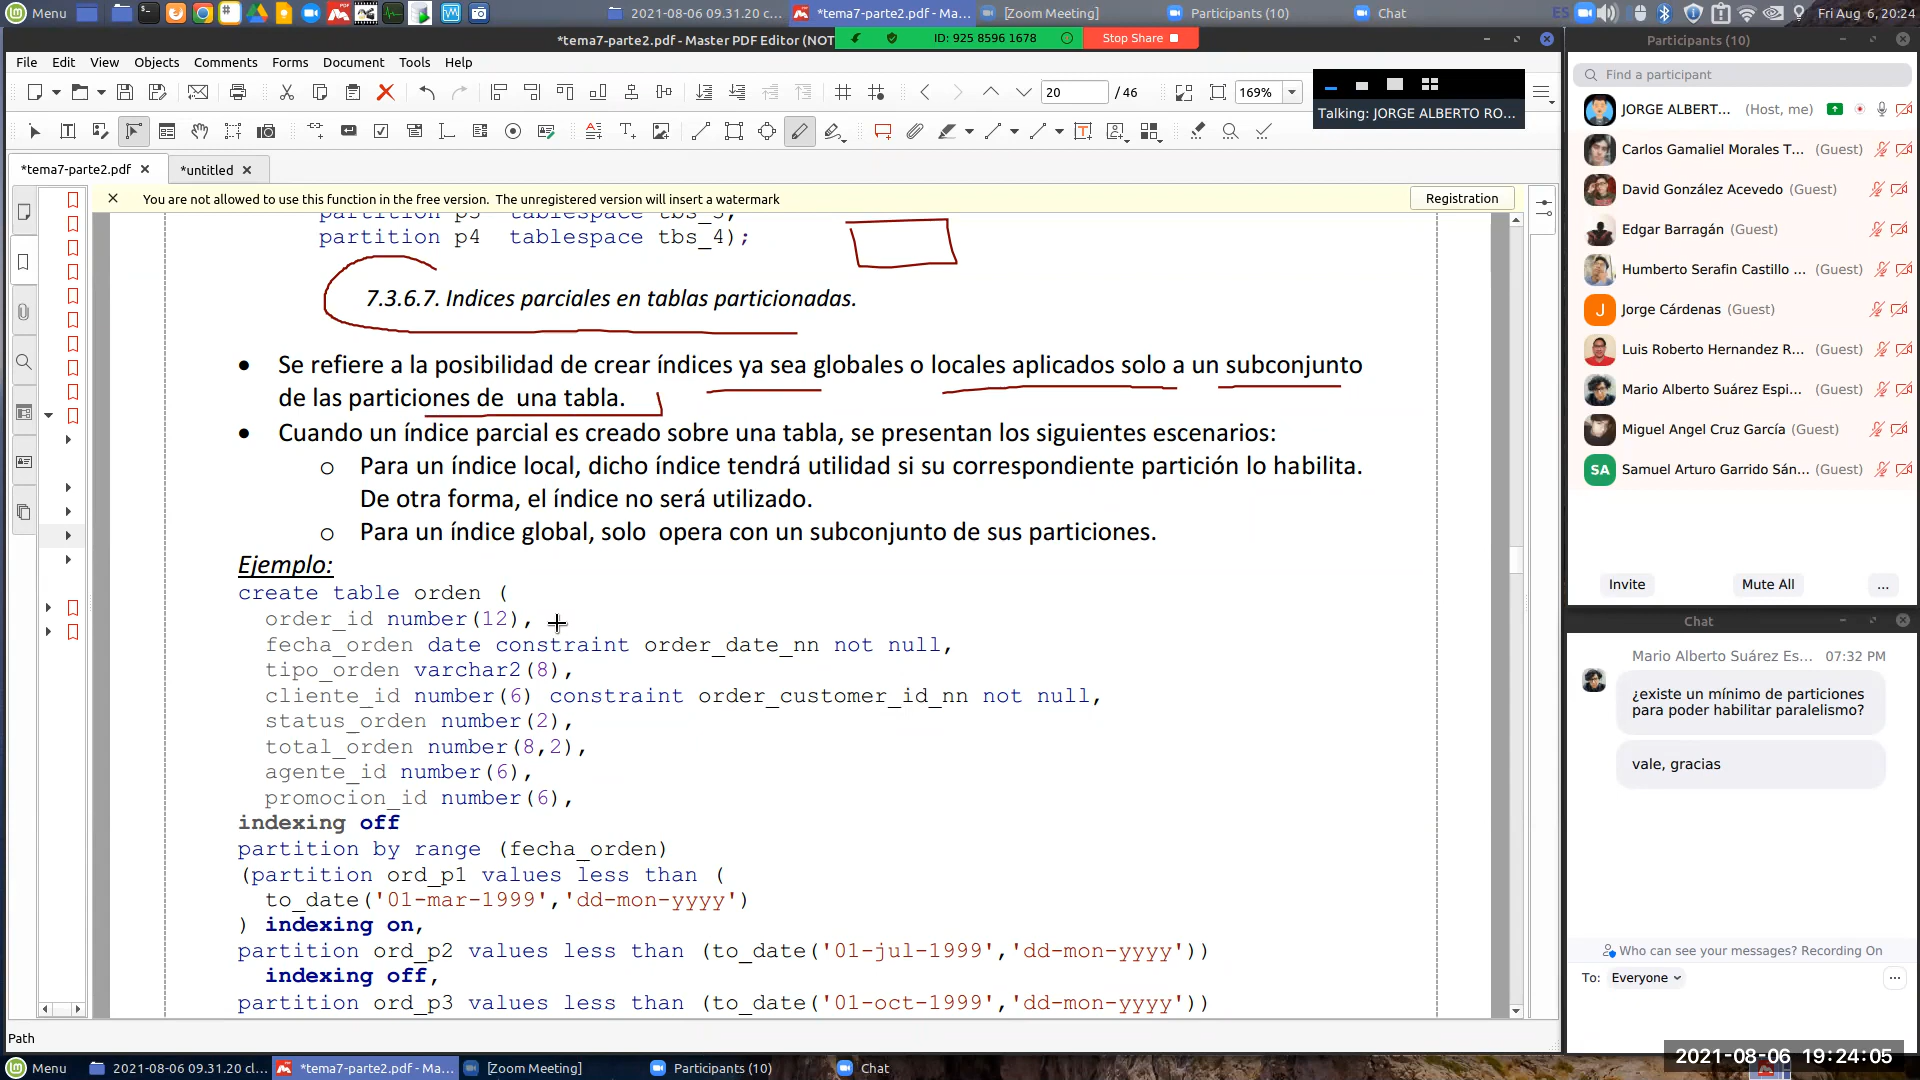 Menu
2021-08-06 09.31.20 c...
*tema7-parte2.pdf - Ma...
[Zoom Meeting]
Participants (10)
Chat
ES
Fri Aug 6, 20:24
*tema7-parte2.pdf - Master PDF Editor (NOT
ID: 925 8596 1678
Stop Share
File Edit View Objects Comments Forms Document Tools Help
20 / 46
169%
Talking: JORGE ALBERTO RO...
*tema7-parte2.pdf
*untitled
You are not allowed to use this function in the free version. The unregistered version will insert a watermark
Registration
partition p3 tablespace tbs_3,
partition p4 tablespace tbs_4);
7.3.6.7. Indices parciales en tablas particionadas.
• Se refiere a la posibilidad de crear índices ya sea globales o locales aplicados solo a un subconjunto
de las particiones de una tabla.
• Cuando un índice parcial es creado sobre una tabla, se presentan los siguientes escenarios:
o Para un índice local, dicho índice tendrá utilidad si su correspondiente partición lo habilita.
De otra forma, el índice no será utilizado.
o Para un índice global, solo opera con un subconjunto de sus particiones.
Ejemplo:
create table orden (
order_id number(12),
fecha_orden date constraint order_date_nn not null,
tipo_orden varchar2(8),
cliente_id number(6) constraint order_customer_id_nn not null,
status_orden number(2),
total_orden number(8,2),
agente_id number(6),
promocion_id number(6),
indexing off
partition by range (fecha_orden)
(partition ord_p1 values less than (
to_date('01-mar-1999','dd-mon-yyyy')
) indexing on,
partition ord_p2 values less than (to_date('01-jul-1999','dd-mon-yyyy'))
indexing off,
partition ord_p3 values less than (to_date('01-oct-1999','dd-mon-yyyy'))
Path
Participants (10)
Find a participant
JORGE ALBERT... (Host, me)
Carlos Gamaliel Morales T... (Guest)
David González Acevedo (Guest)
Edgar Barragán (Guest)
Humberto Serafin Castillo ... (Guest)
J Jorge Cárdenas (Guest)
Luis Roberto Hernandez R... (Guest)
Mario Alberto Suárez Espi... (Guest)
Miguel Angel Cruz García (Guest)
SA Samuel Arturo Garrido Sán... (Guest)
Invite
Mute All
...
Chat
Mario Alberto Suárez Es... 07:32 PM
¿existe un mínimo de particiones
para poder habilitar paralelismo?
vale, gracias
Who can see your messages? Recording On
To: Everyone
2021-08-06 19:24:05
Menu
2021-08-06 09.31.20 cl...
*tema7-parte2.pdf - Ma...
[Zoom Meeting]
Participants (10)
Chat